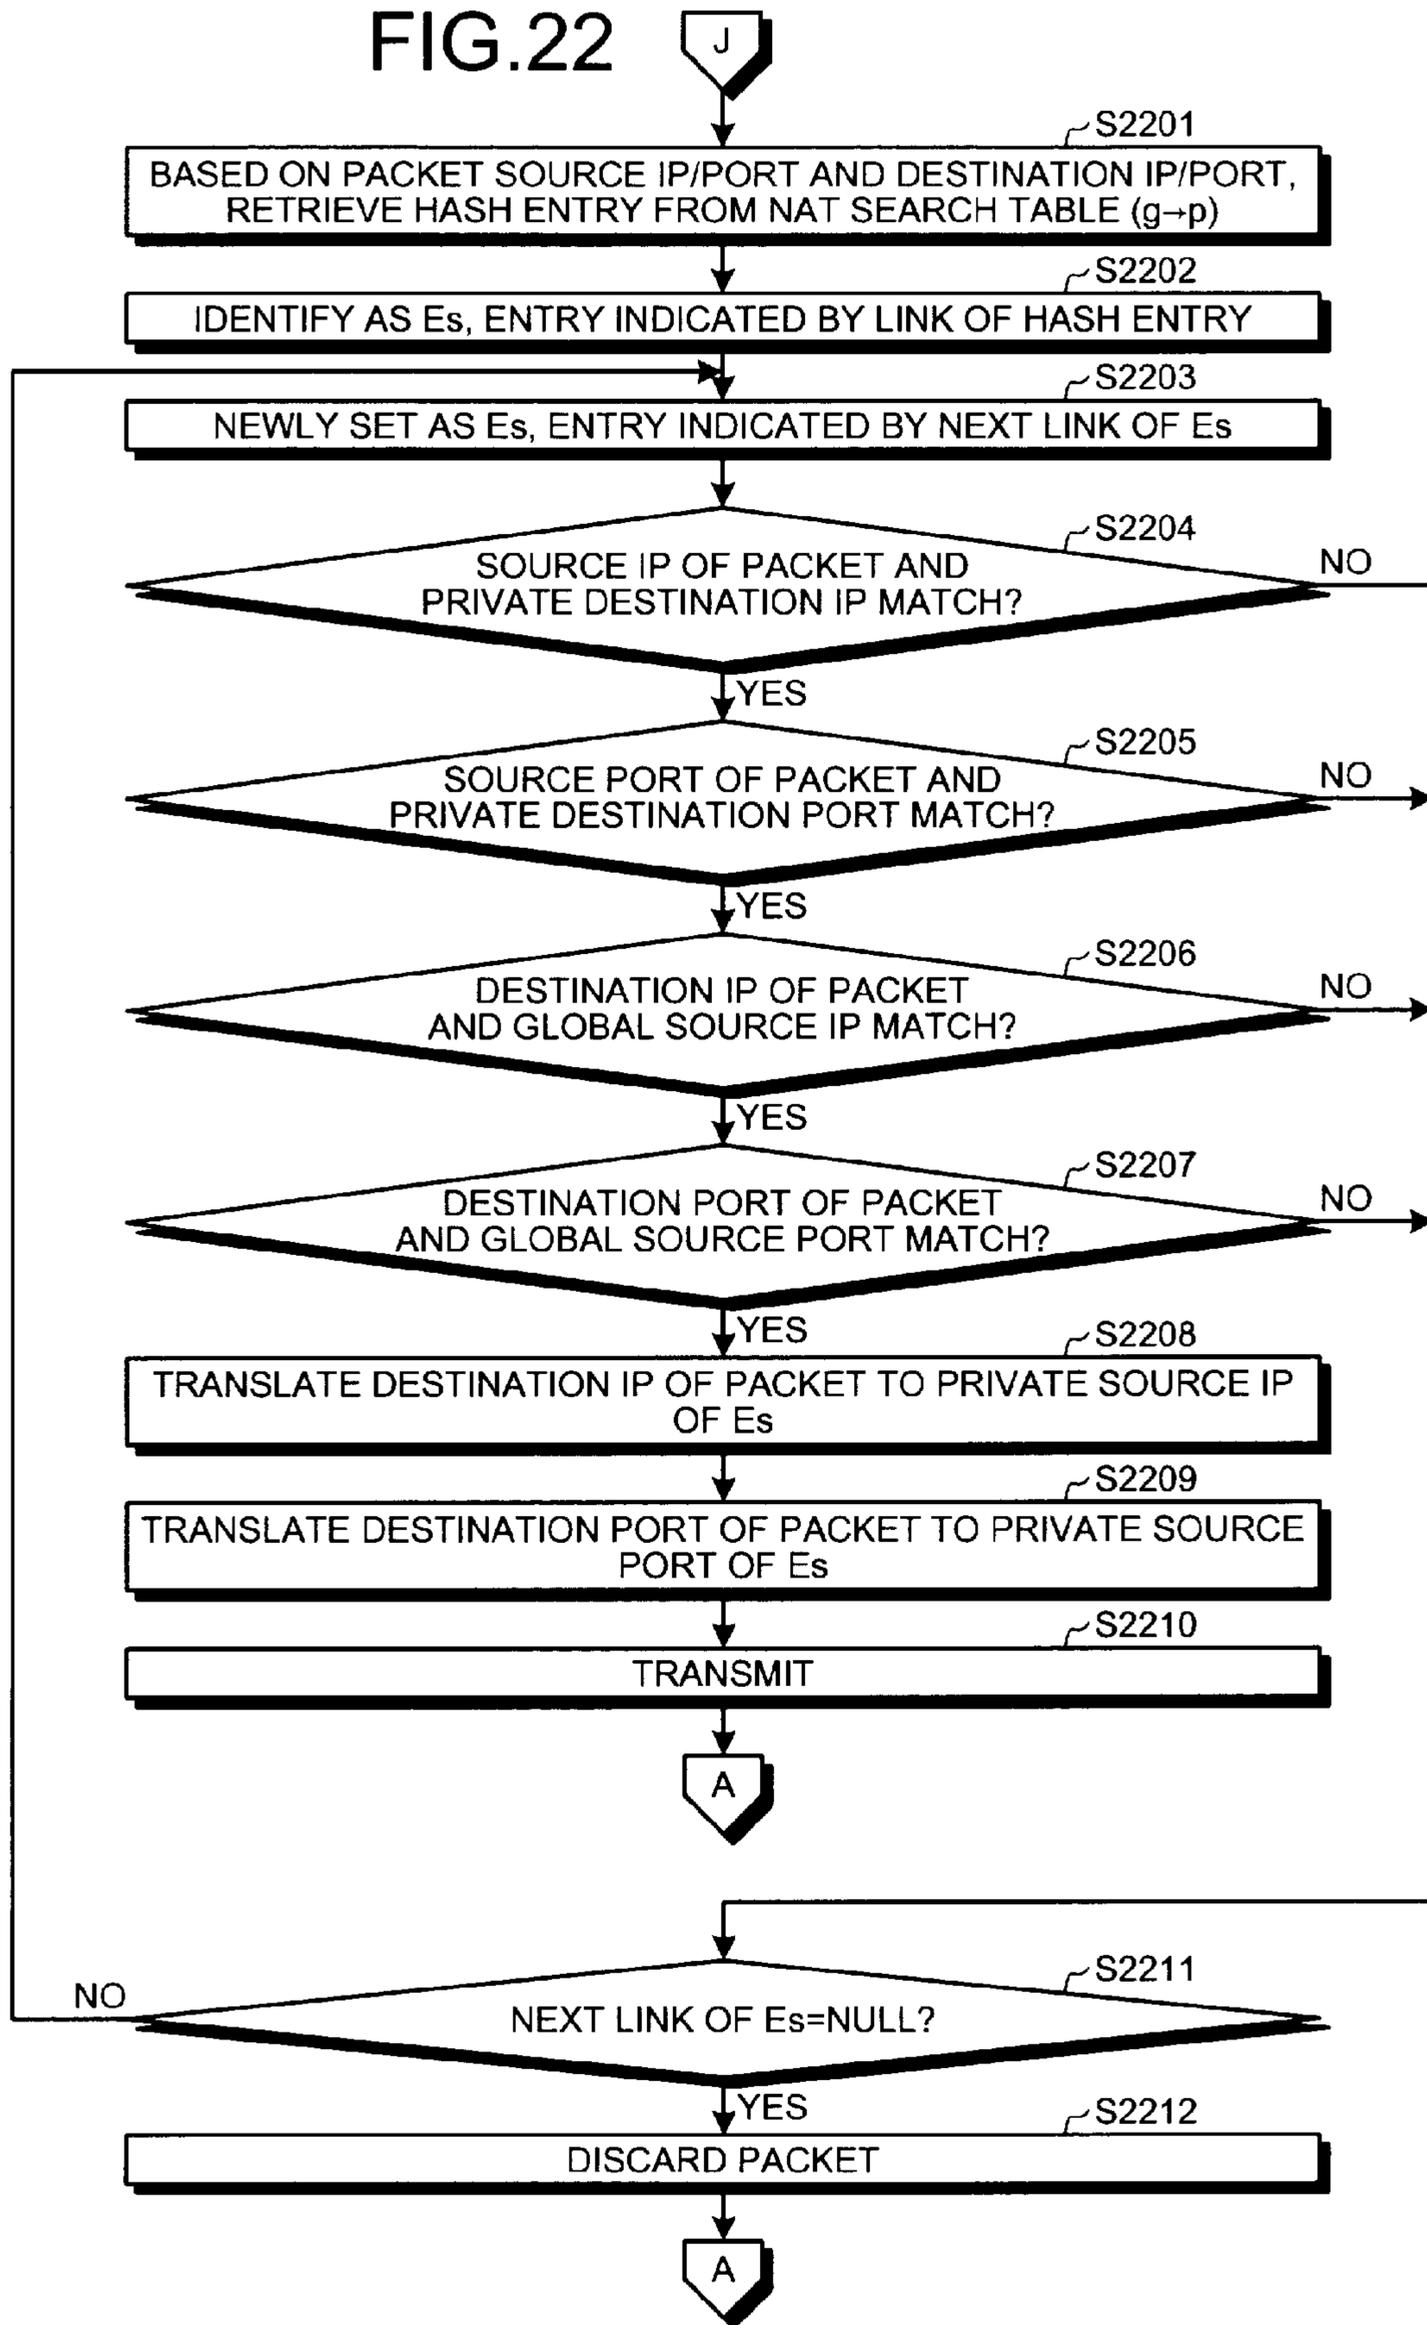 FIG.22
J
S2201
BASED ON PACKET SOURCE IP/PORT AND DESTINATION IP/PORT,
RETRIEVE HASH ENTRY FROM NAT SEARCH TABLE (g→p)
S2202
IDENTIFY AS Es, ENTRY INDICATED BY LINK OF HASH ENTRY
S2203
NEWLY SET AS Es, ENTRY INDICATED BY NEXT LINK OF Es
S2204
SOURCE IP OF PACKET AND
PRIVATE DESTINATION IP MATCH?
NO
YES
S2205
SOURCE PORT OF PACKET AND
PRIVATE DESTINATION PORT MATCH?
NO
YES
S2206
DESTINATION IP OF PACKET
AND GLOBAL SOURCE IP MATCH?
NO
YES
S2207
DESTINATION PORT OF PACKET
AND GLOBAL SOURCE PORT MATCH?
NO
YES
S2208
TRANSLATE DESTINATION IP OF PACKET TO PRIVATE SOURCE IP
OF Es
S2209
TRANSLATE DESTINATION PORT OF PACKET TO PRIVATE SOURCE
PORT OF Es
S2210
TRANSMIT
A
S2211
NO
NEXT LINK OF Es=NULL?
YES
S2212
DISCARD PACKET
A